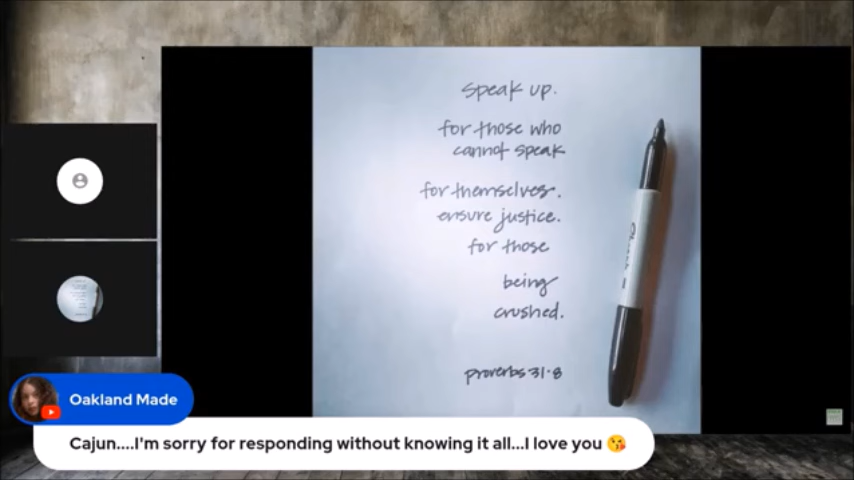 speak up.
for those who
cannot speak
for themselves.
ensure justice.
for those
being
crushed.
proverbs 31.8
Oakland Made
Cajun....I'm sorry for responding without knowing it all...I love you 😘